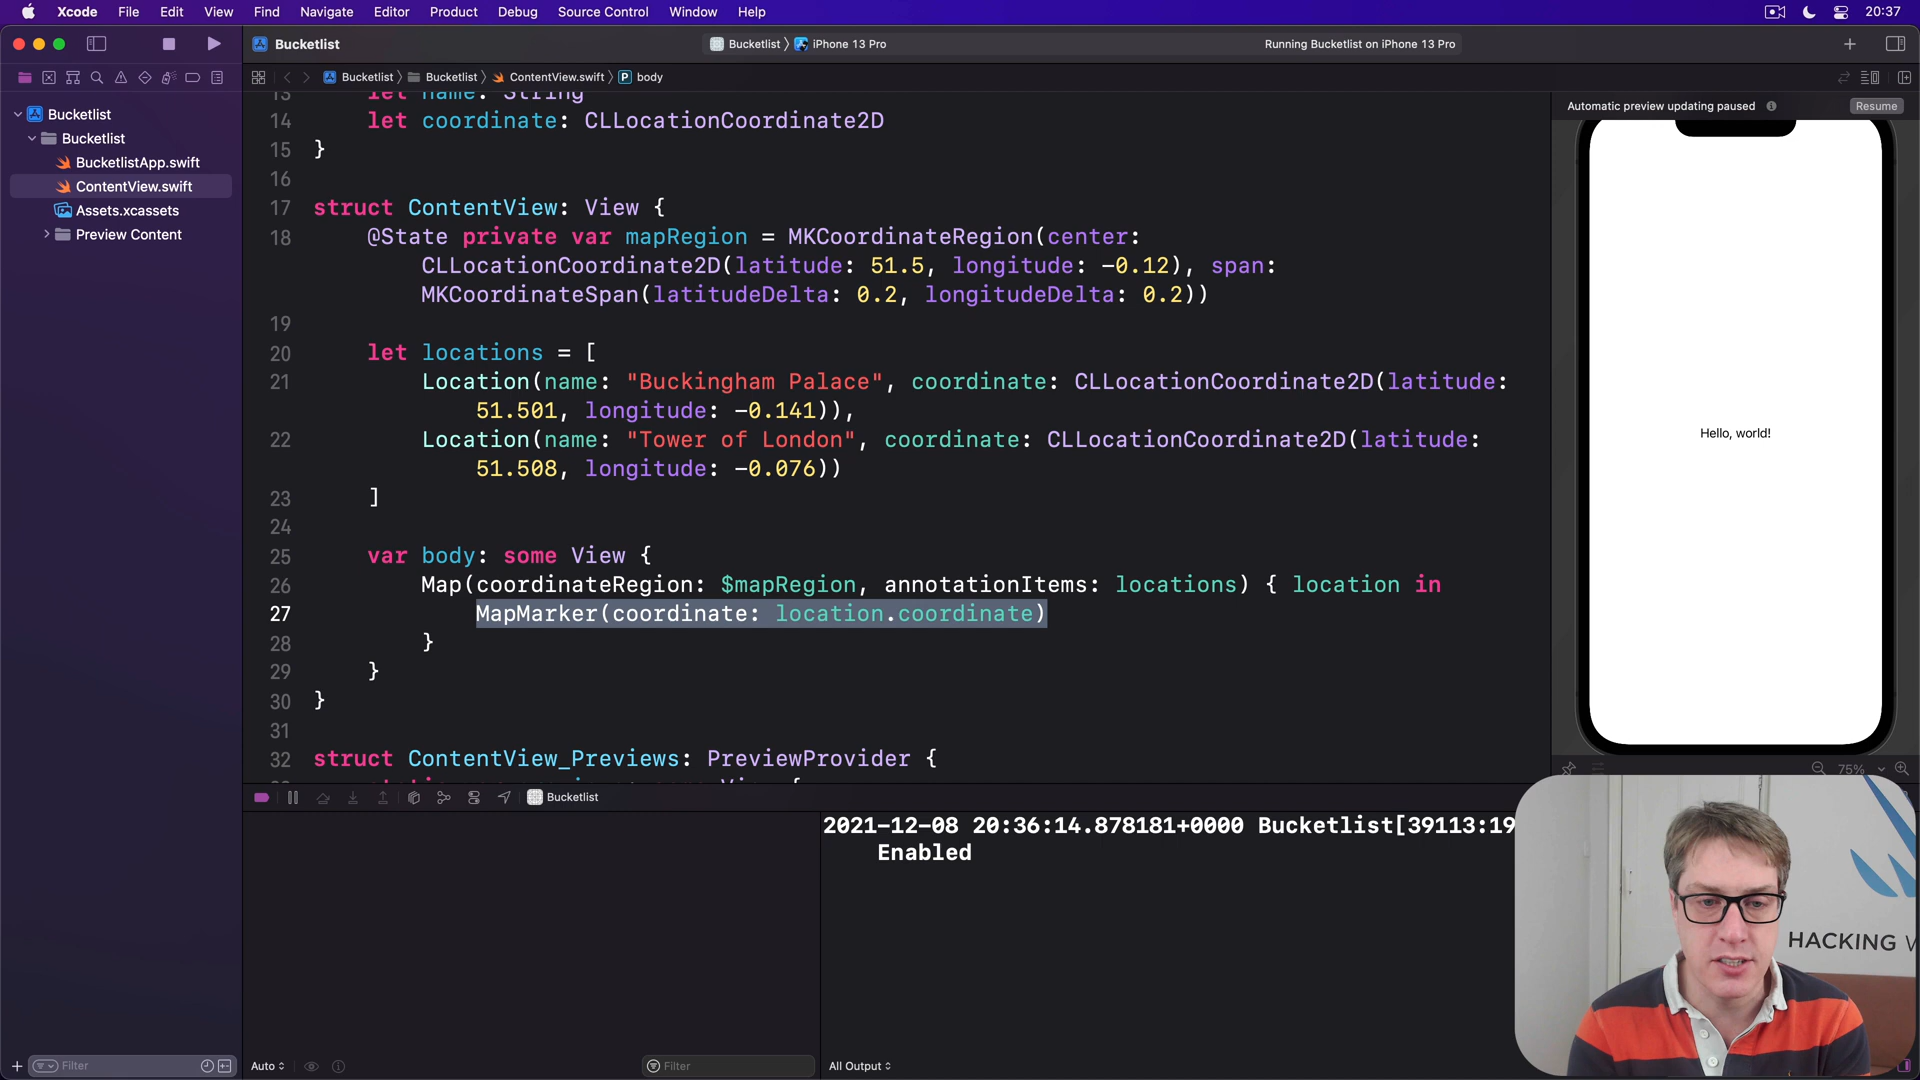 Xcode File Edit View Find Navigate Editor Product Debug Source Control Window Help 20:37
Bucketlist Bucketlist iPhone 13 Pro Running Bucketlist on iPhone 13 Pro
Bucketlist Bucketlist ContentView.swift P body
Bucketlist
Bucketlist
BucketlistApp.swift
ContentView.swift
Assets.xcassets
Preview Content
13 let name: String
14 let coordinate: CLLocationCoordinate2D
15 }
16
17 struct ContentView: View {
18 @State private var mapRegion = MKCoordinateRegion(center:
CLLocationCoordinate2D(latitude: 51.5, longitude: -0.12), span:
MKCoordinateSpan(latitudeDelta: 0.2, longitudeDelta: 0.2))
19
20 let locations = [
21 Location(name: "Buckingham Palace", coordinate: CLLocationCoordinate2D(latitude:
51.501, longitude: -0.141)),
22 Location(name: "Tower of London", coordinate: CLLocationCoordinate2D(latitude:
51.508, longitude: -0.076))
23 ]
24
25 var body: some View {
26 Map(coordinateRegion: $mapRegion, annotationItems: locations) { location in
27 MapMarker(coordinate: location.coordinate)
28 }
29 }
30 }
31
32 struct ContentView_Previews: PreviewProvider {
Automatic preview updating paused Resume
Hello, world!
75%
Bucketlist
2021-12-08 20:36:14.878181+0000 Bucketlist[39113:19
Enabled
HACKING W
Filter
Auto
Filter
All Output